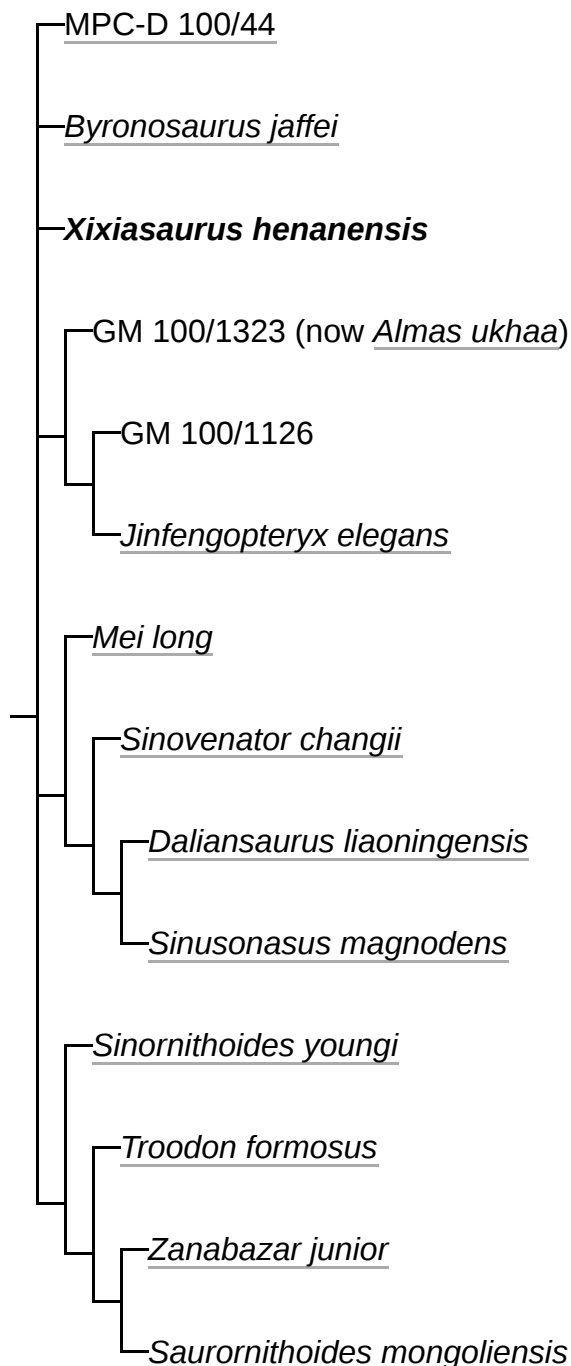 MPC-D 100/44
Byronosaurus jaffei
Xixiasaurus henanensis
GM 100/1323 (now Almas ukhaa)
GM 100/1126
Jinfengopteryx elegans
Mei long
Sinovenator changii
Daliansaurus liaoningensis
Sinusonasus magnodens
Sinornithoides youngi
Troodon formosus
Zanabazar junior
Saurornithoides mongoliensis